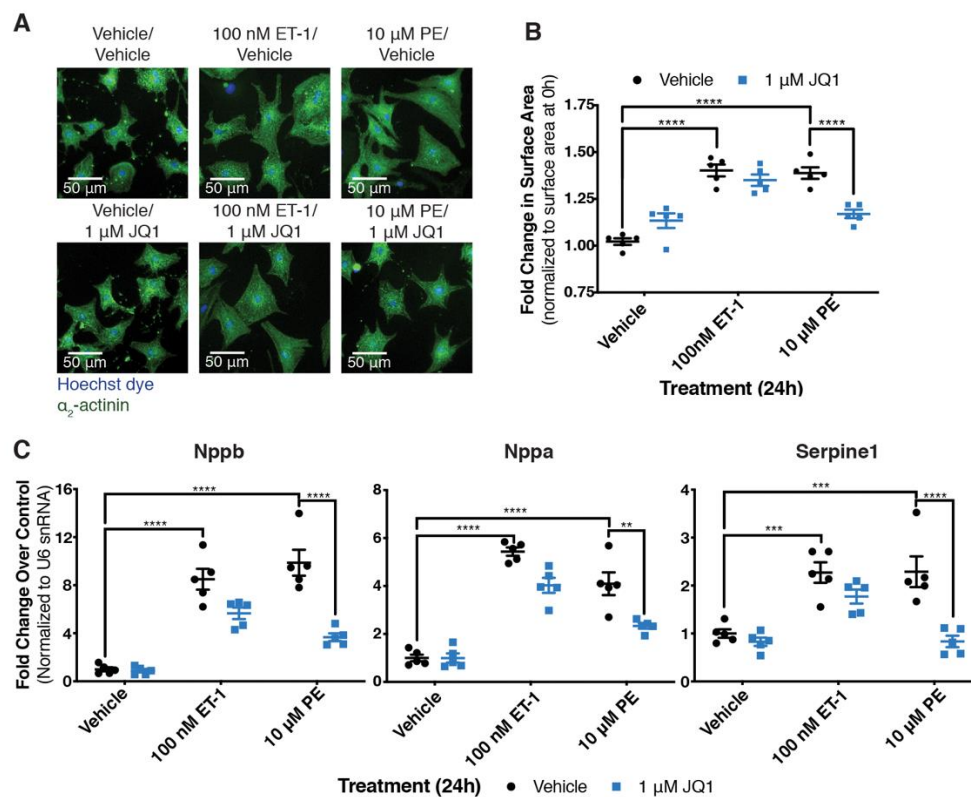 A
Vehicle/
Vehicle
100 nM ET-1/
Vehicle
10 µM PE/
Vehicle
50 µm
50 µm
50 µm
Vehicle/
1 µM JQ1
100 nM ET-1/
1 µM JQ1
10 µM PE/
1 µM JQ1
50 µm
50 µm
50 µm
Hoechst dye
α₂-actinin
B
Vehicle
1 µM JQ1
Fold Change in Surface Area
(normalized to surface area at 0h)
1.75
1.50
1.25
1.00
0.75
****
****
****
Vehicle
100nM ET-1
10 µM PE
Treatment (24h)
C
Nppb
Fold Change Over Control
(Normalized to U6 snRNA)
16
12
8
4
0
****
****
****
Vehicle
100 nM ET-1
10 µM PE
Nppa
8
6
4
2
0
****
****
**
Vehicle
100 nM ET-1
10 µM PE
Serpine1
4
3
2
1
0
***
****
***
Vehicle
100 nM ET-1
10 µM PE
Treatment (24h)
Vehicle
1 µM JQ1